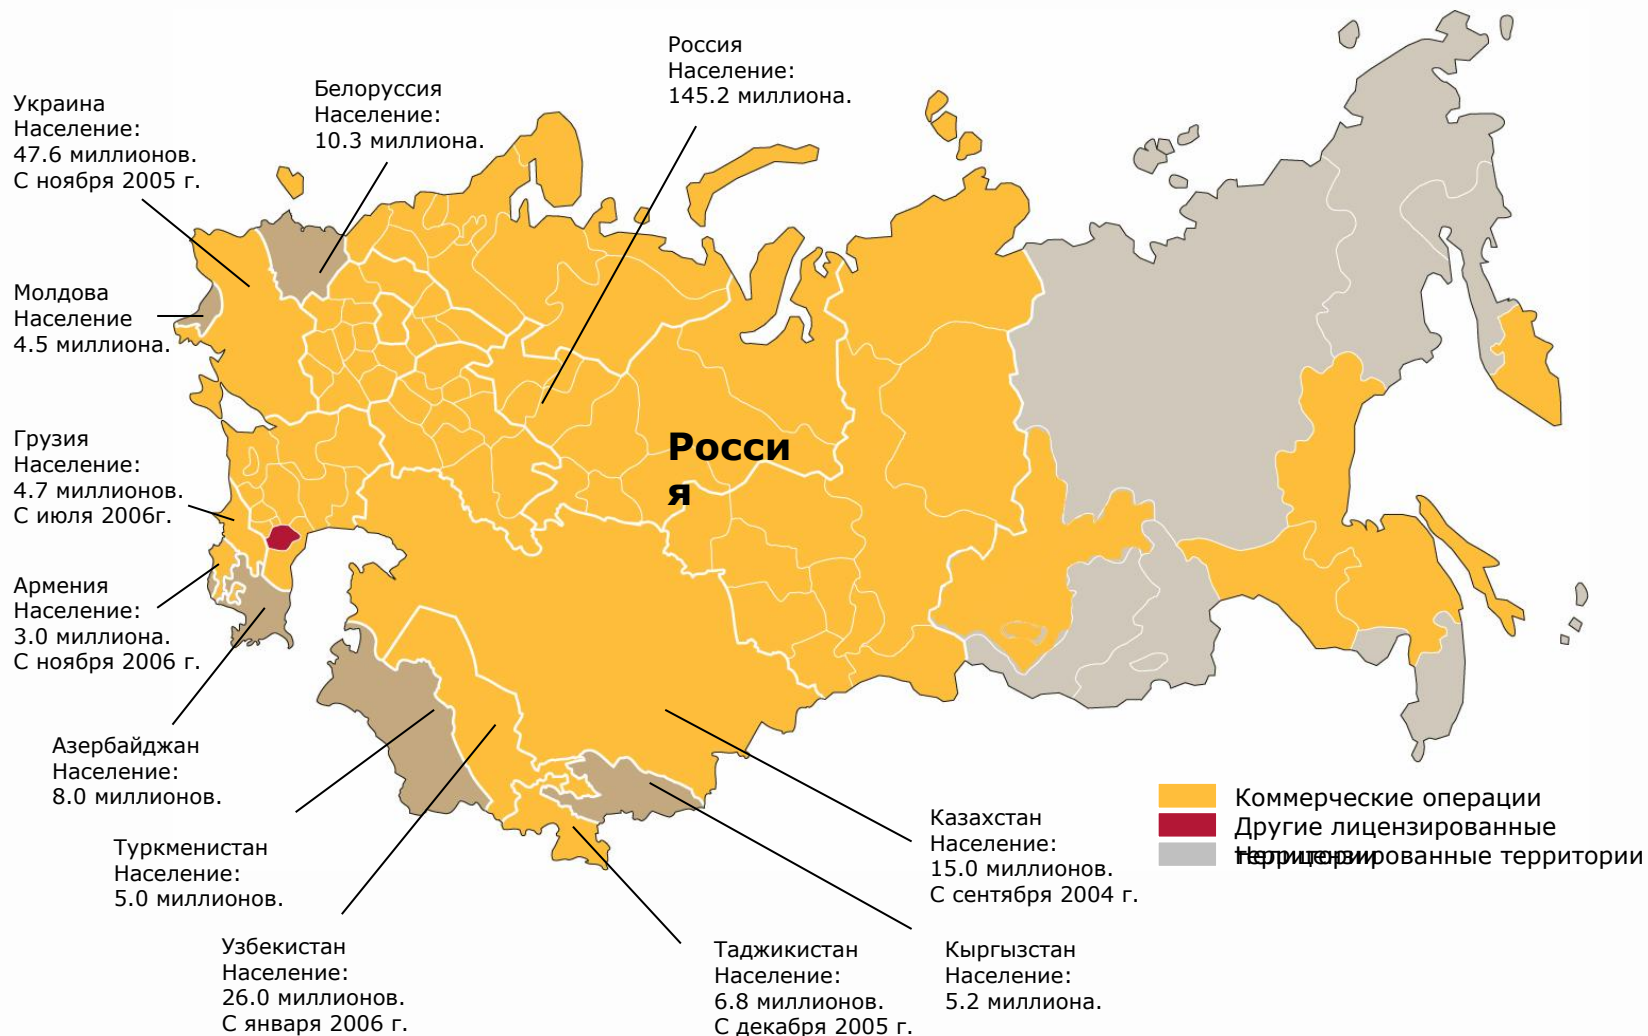 Россия
Население:
145.2 миллиона.
Белоруссия
Население:
10.3 миллиона.
Украина
Население:
47.6 миллионов.
С ноября 2005 г.
Молдова
Население
4.5 миллиона.
Грузия
Население:
4.7 миллионов.
С июля 2006г.
Армения
Население:
3.0 миллиона.
С ноября 2006 г.
Азербайджан
Население:
8.0 миллионов.
Туркменистан
Население:
5.0 миллионов.
Узбекистан
Население:
26.0 миллионов.
С января 2006 г.
Таджикистан
Население:
6.8 миллионов.
С декабря 2005 г.
Кыргызстан
Население:
5.2 миллиона.
Казахстан
Население:
15.0 миллионов.
С сентября 2004 г.
Росси
я
Коммерческие операции
Другие лицензированные
территории
Нелицензированные территории